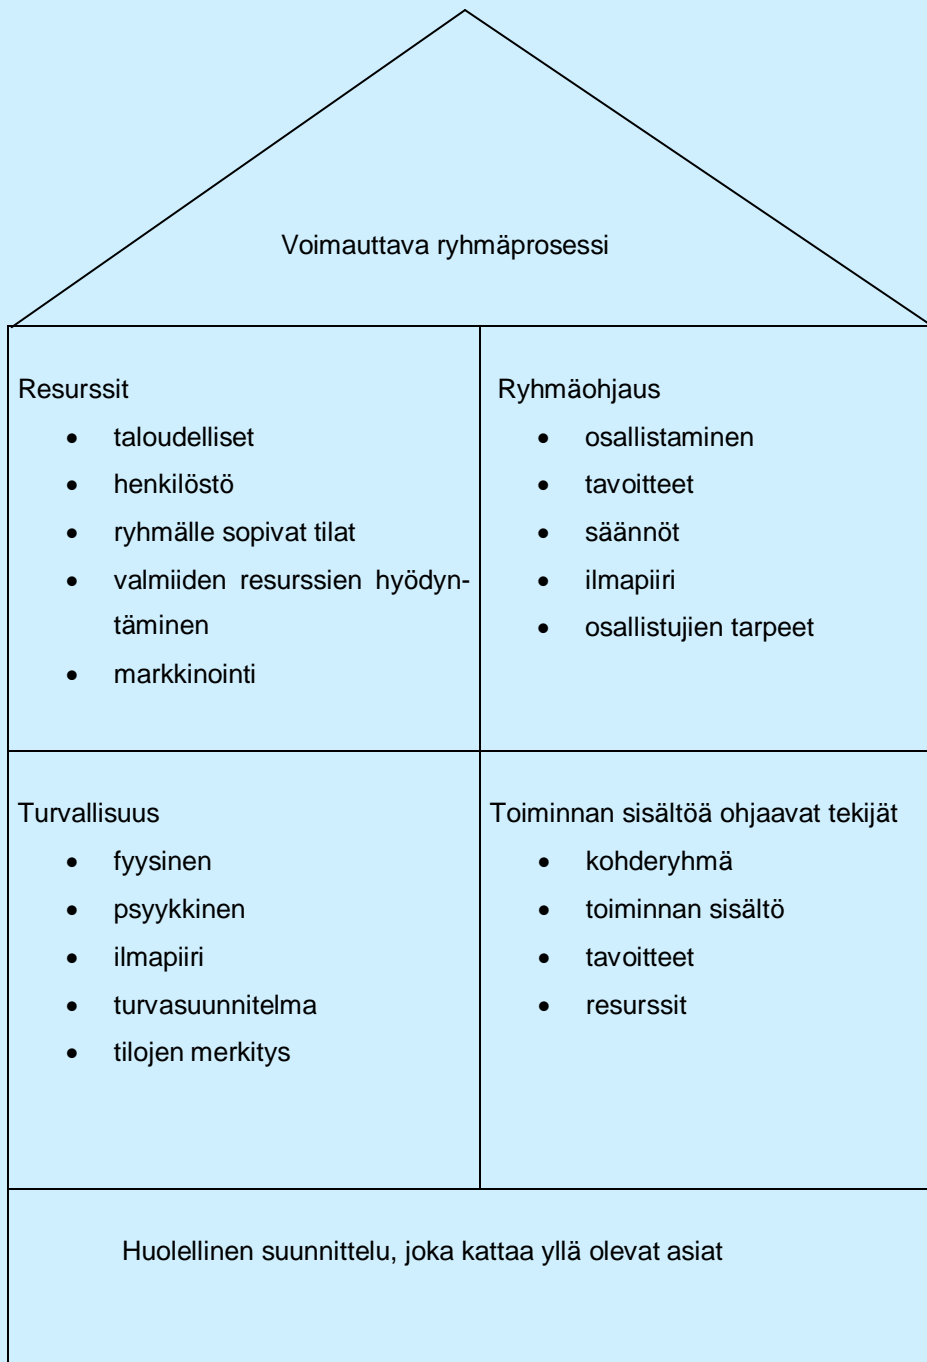 Voimauttava ryhmäprosessi
Resurssit
• taloudelliset
• henkilöstö
• ryhmälle sopivat tilat
• valmiiden resurssien hyödyn-
täminen
• markkinointi
Ryhmäohjaus
• osallistaminen
• tavoitteet
• säännöt
• ilmapiiri
• osallistujien tarpeet
Turvallisuus
• fyysinen
• psyykkinen
• ilmapiiri
• turvasuunnitelma
• tilojen merkitys
Toiminnan sisältöä ohjaavat tekijät
• kohderyhmä
• toiminnan sisältö
• tavoitteet
• resurssit
Huolellinen suunnittelu, joka kattaa yllä olevat asiat